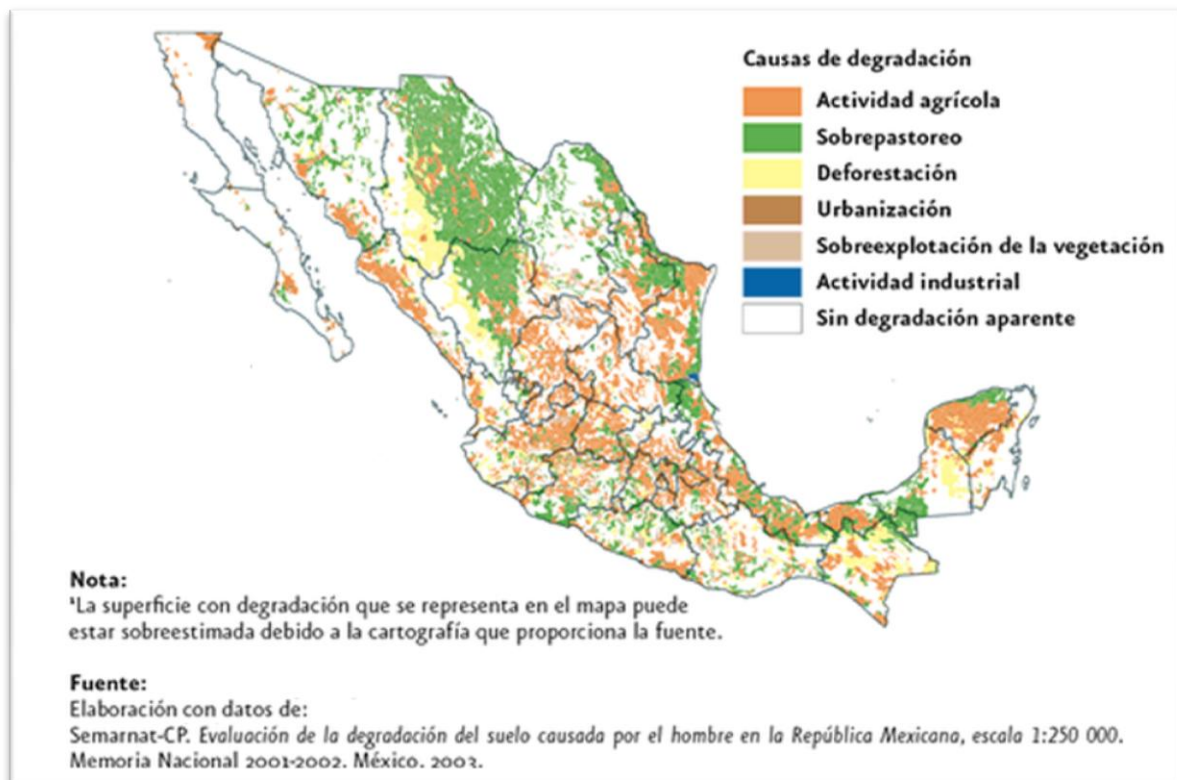 Causas de degradación
Actividad agrícola
Sobrepastoreo
Deforestación
Urbanización
Sobreexplotación de la vegetación
Actividad industrial
Sin degradación aparente
Nota:
¹La superficie con degradación que se representa en el mapa puede
estar sobreestimada debido a la cartografía que proporciona la fuente.
Fuente:
Elaboración con datos de:
Semarnat-CP. Evaluación de la degradación del suelo causada por el hombre en la República Mexicana, escala 1:250 000.
Memoria Nacional 2001-2002. México. 2003.